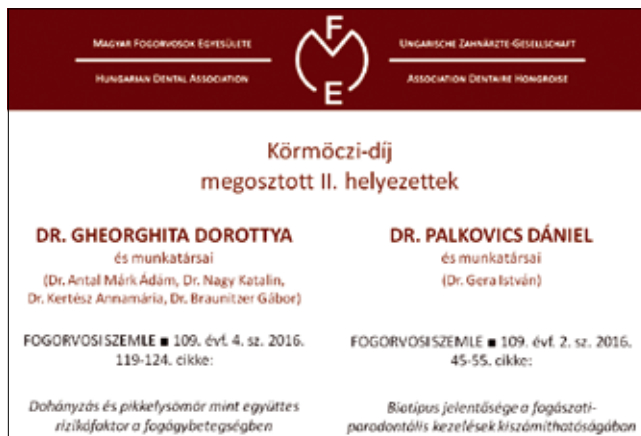 MAGYAR FOGORVOSOK EGYESÜLETE
HUNGARIAN DENTAL ASSOCIATION
F
M
E
UNGARISCHE ZAHNÄRZTE-GESELLSCHAFT
ASSOCIATION DENTAIRE HONGROISE
Körmöczi-díj
megosztott II. helyezettek
DR. GHEORGHITA DOROTTYA
és munkatársai
(Dr. Antal Márk Ádám, Dr. Nagy Katalin,
Dr. Kertész Annamária, Dr. Braunitzer Gábor)
FOGORVOSI SZEMLE ■ 109. évf. 4. sz. 2016.
119-124. cikke:
Dohányzás és pikkelysömör mint együttes
rizikófaktor a fogágybetegségben
DR. PALKOVICS DÁNIEL
és munkatársai
(Dr. Gera István)
FOGORVOSI SZEMLE ■ 109. évf. 2. sz. 2016.
45-55. cikke:
Biotípus jelentősége a fogászati-
parodontális kezelések kiszámíthatóságában